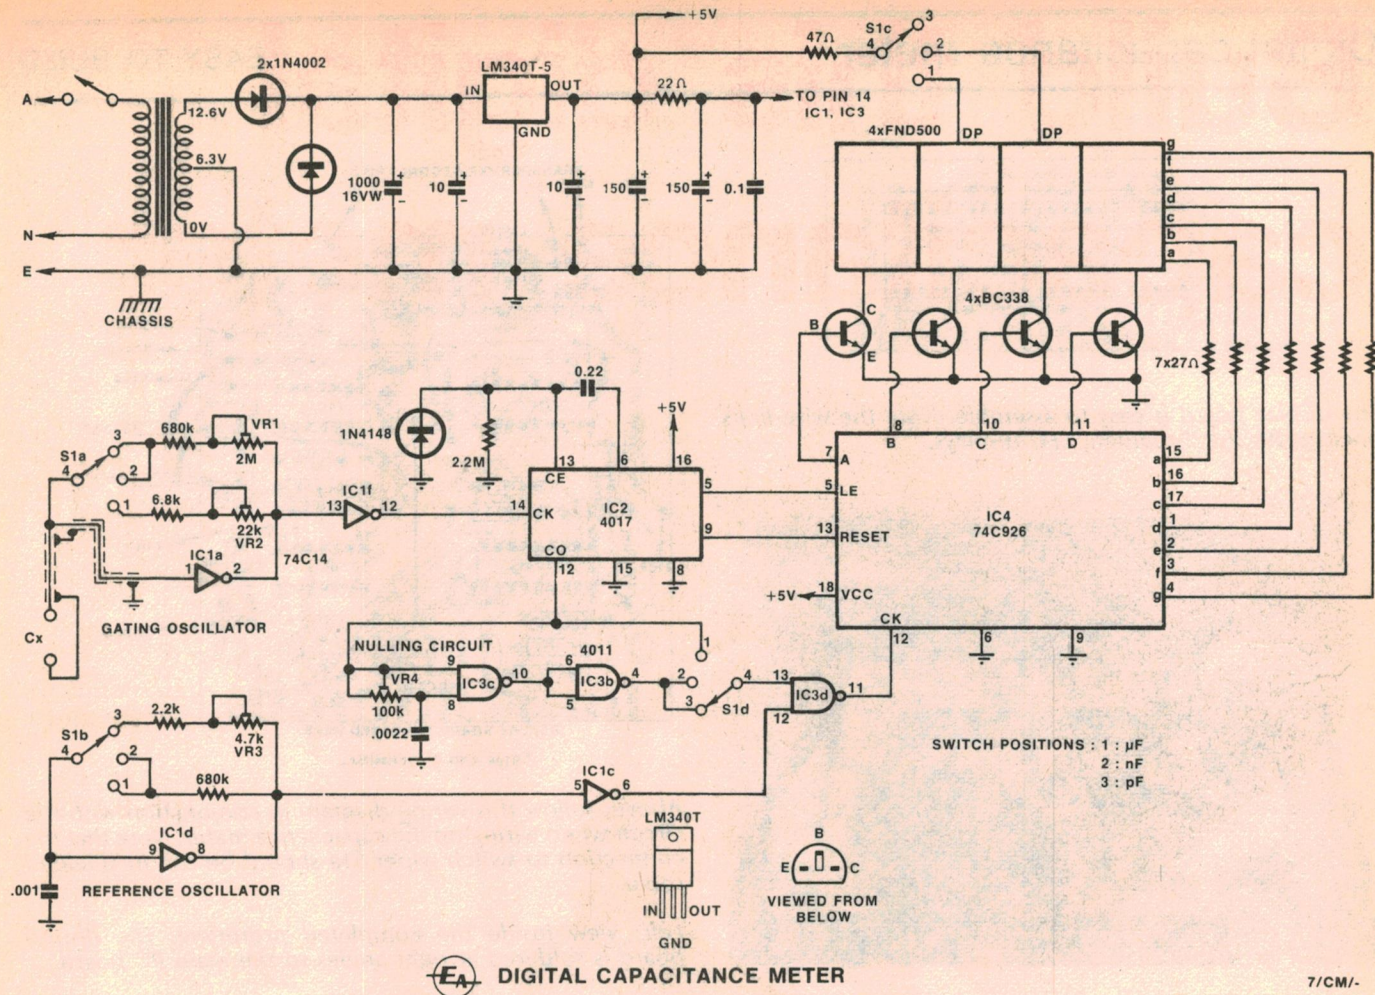 +5V
47Ω
S1c
3
4
2
1
2x1N4002
LM340T-5
IN
OUT
GND
22Ω
TO PIN 14
IC1, IC3
4xFND500
DP
DP
A
12.6V
6.3V
0V
N
E
CHASSIS
1000
16VW
+
−
10
+
−
10
+
−
150
+
−
150
+
−
0.1
g
f
e
d
c
b
a
4xBC338
B
C
E
7x27Ω
0.22
+5V
1N4148
2.2M
13
6
16
CE
14
CK
IC2
4017
5
9
CO
12
15
8
S1a
3
4
2
1
680k
VR1
2M
6.8k
22k
VR2
IC1f
13
12
IC1a
1
2
74C14
Cx
GATING OSCILLATOR
7
A
8
B
10
C
11
D
5
LE
13
RESET
IC4
74C926
+5V
18
VCC
CK
12
6
9
15
a
16
b
17
c
1
d
2
e
3
f
4
g
NULLING CIRCUIT
VR4
100k
.0022
9
8
IC3c
10
4011
6
5
IC3b
4
1
2
3
4
S1d
13
12
IC3d
11
S1b
3
4
2
1
2.2k
4.7k
VR3
680k
IC1d
9
8
.001
REFERENCE OSCILLATOR
IC1c
5
6
SWITCH POSITIONS : 1 : µF
2 : nF
3 : pF
LM340T
IN
OUT
GND
B
E
C
VIEWED FROM
BELOW
EA
DIGITAL CAPACITANCE METER
7/CM/-